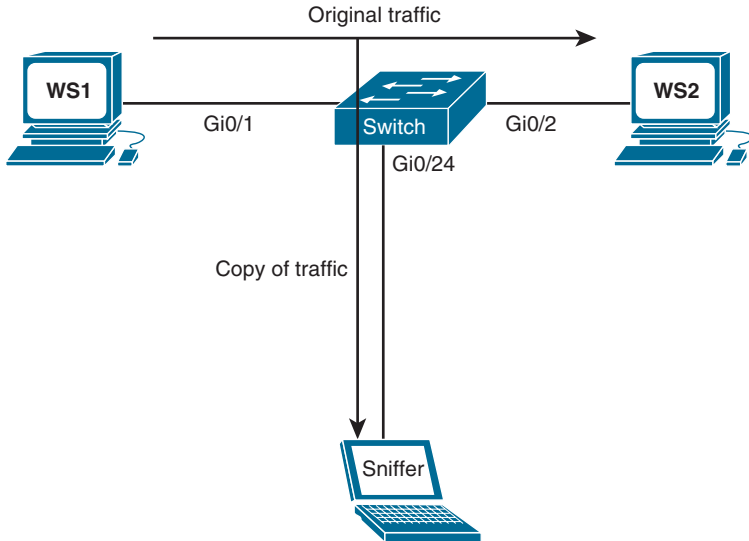 Original traffic
WS1
WS2
Gi0/1
Switch
Gi0/2
Gi0/24
Copy of traffic
Sniffer